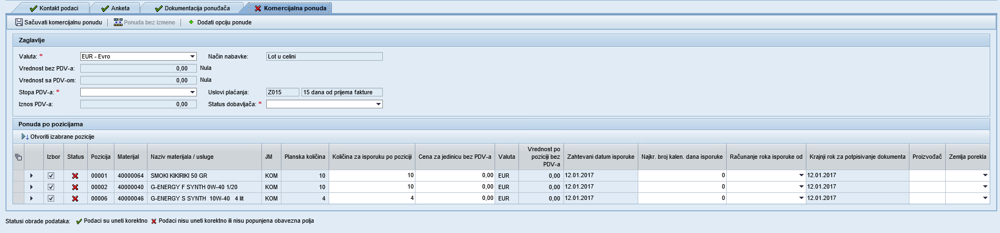 Kontakt podaci Anketa Dokumentacija ponuđača Komercijalna ponuda
Sačuvati komercijalnu ponudu Ponuda bez izmene Dodati opciju ponude
Zaglavlje
Valuta: * EUR - Evro Način nabavke: Lot u celini
Vrednost bez PDV-a: 0,00 Nula
Vrednost sa PDV-om: 0,00 Nula
Stopa PDV-a: * Uslovi plaćanja: Z015 15 dana od prijema fakture
Iznos PDV-a: 0,00 Status dobavljača: *
Ponuda po pozicijama
Otvoriti izabrane pozicije
Izbor Status Pozicija Materijal Naziv materijala / usluge JM Planska količina Količina za isporuku po poziciji Cena za jedinicu bez PDV-a Valuta Vrednost po poziciji bez PDV-a Zahtevani datum isporuke Najkr. broj kalen. dana isporuke Računanje roka isporuke od Krajnji rok za potpisivanje dokumenta Proizvođač Zemlja porekla
00001 40000064 SMOKI KIKIRIKI 50 GR KOM 10 10 0,00 EUR 0,00 12.01.2017 0 12.01.2017
00002 40000040 G-ENERGY F SYNTH 0W-40 1/20 KOM 10 10 0,00 EUR 0,00 12.01.2017 0 12.01.2017
00006 40000046 G-ENERGY S SYNTH 10W-40 4 lit KOM 4 4 0,00 EUR 0,00 12.01.2017 0 12.01.2017
Statusi obrade podataka: Podaci su uneti korektno Podaci nisu uneti korektno ili nisu popunjena obavezna polja